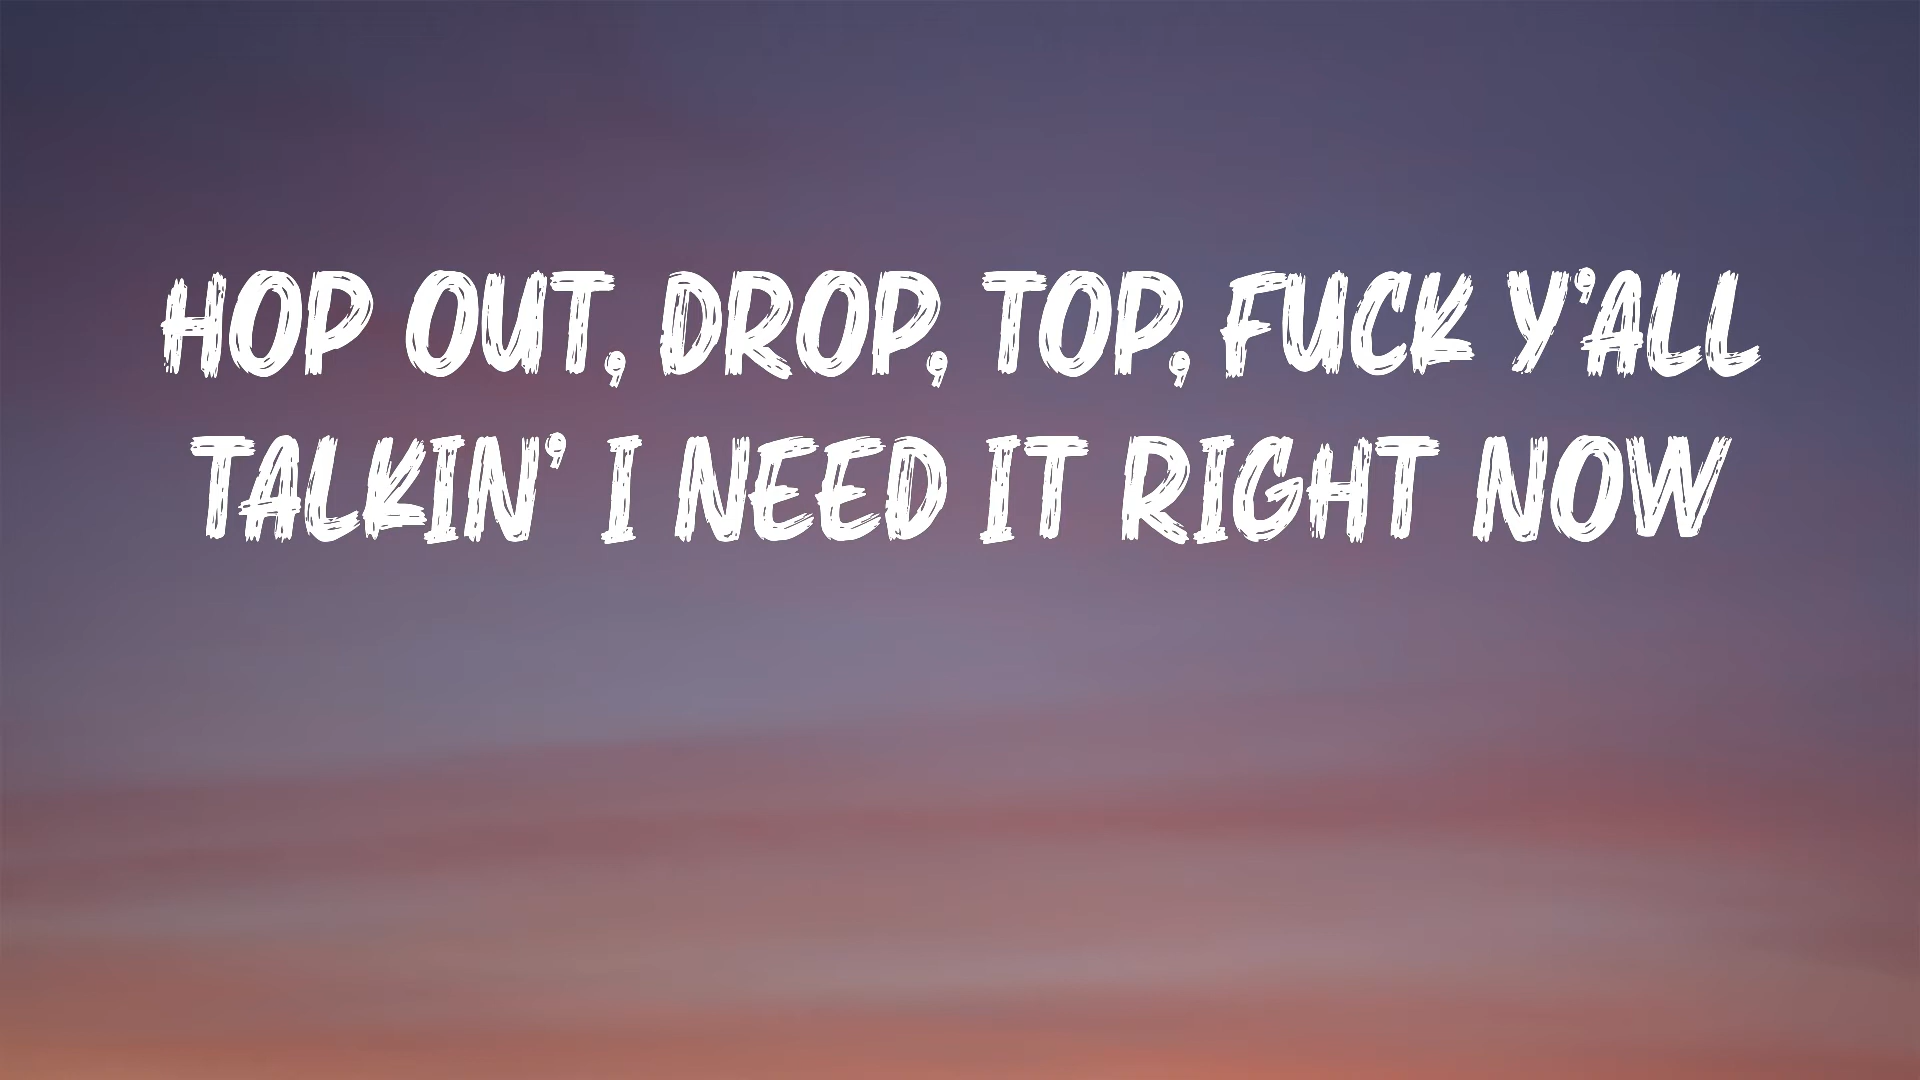 HOP OUT, DROP, TOP, FUCK Y'ALL
TALKIN' I NEED IT RIGHT NOW